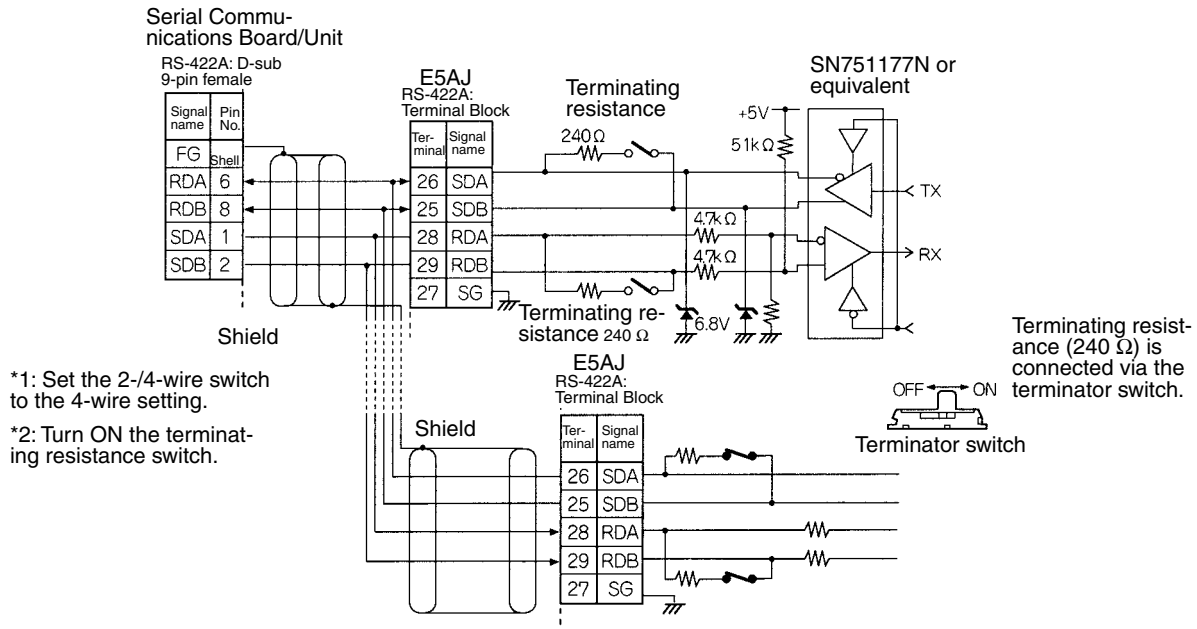 Serial Commu-
nications Board/Unit
RS-422A: D-sub
9-pin female
Signal name Pin No.
FG Shell
RDA 6
RDB 8
SDA 1
SDB 2
Shield
E5AJ
RS-422A:
Terminal Block
Ter-minal Signal name
26 SDA
25 SDB
28 RDA
29 RDB
27 SG
Terminating
resistance
240 Ω
Terminating re-
sistance 240 Ω
+5V
51k Ω
4.7k Ω
4.7k Ω
6.8V
SN751177N or
equivalent
TX
RX
*1: Set the 2-/4-wire switch
to the 4-wire setting.
*2: Turn ON the terminat-
ing resistance switch.
Shield
E5AJ
RS-422A:
Terminal Block
Ter-minal Signal name
26 SDA
25 SDB
28 RDA
29 RDB
27 SG
Terminating resist-
ance (240 Ω) is
connected via the
terminator switch.
OFF ON
Terminator switch